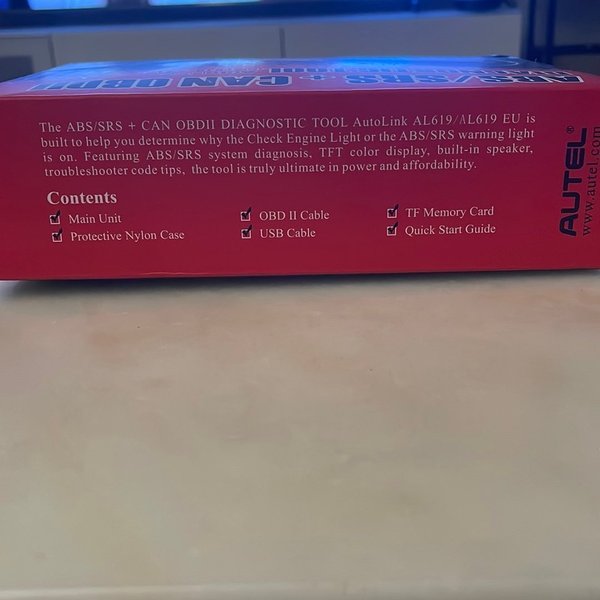 ABS/SRS + CAN OBDII
The ABS/SRS + CAN OBDII DIAGNOSTIC TOOL AutoLink AL619/AL619 EU is
built to help you determine why the Check Engine Light or the ABS/SRS warning light
is on. Featuring ABS/SRS system diagnosis, TFT color display, built-in speaker,
troubleshooter code tips, the tool is truly ultimate in power and affordability.
Contents
Main Unit
OBD II Cable
TF Memory Card
Protective Nylon Case
USB Cable
Quick Start Guide
AUTEL®
www.autel.com